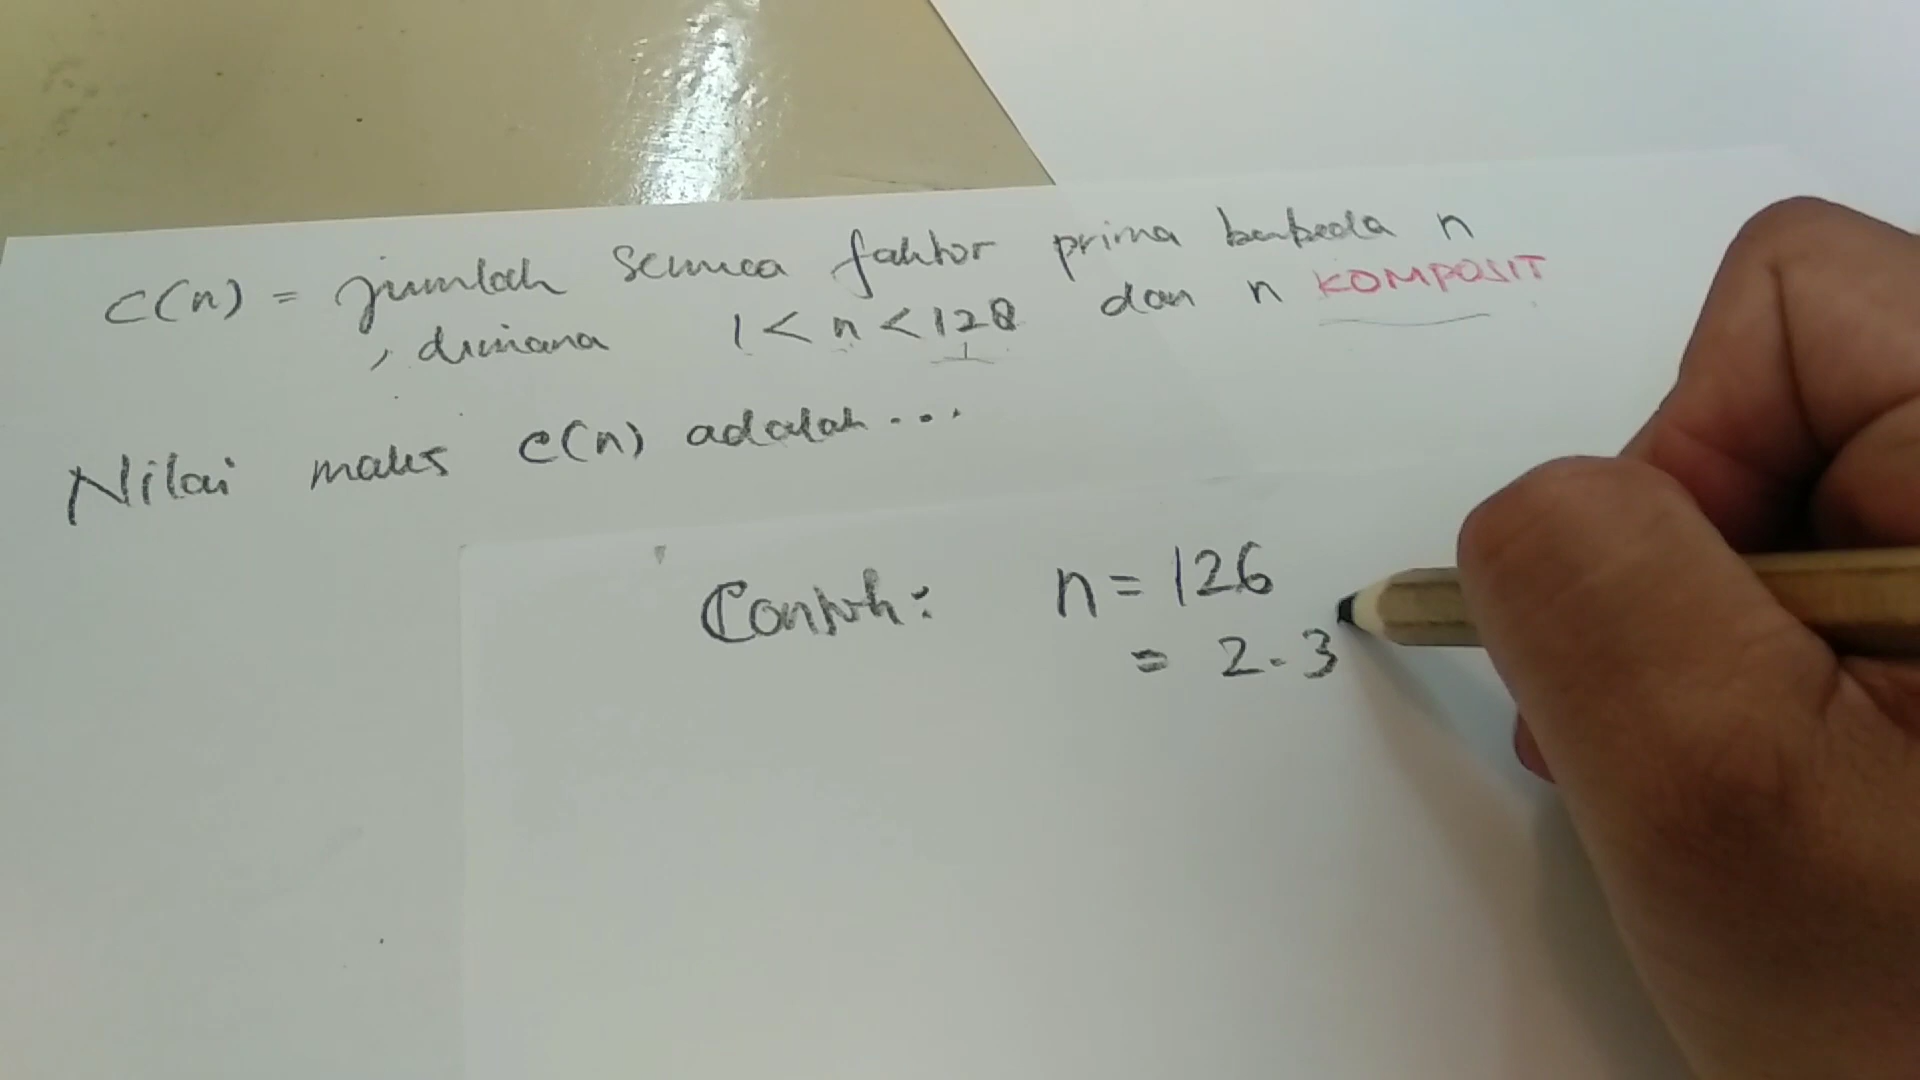 C(n) = jumlah semua faktor prima berbeda n
, dimana 1 < n < 128 dan n KOMPOSIT
Nilai maks C(n) adalah ...
Contoh: n = 126
= 2.3